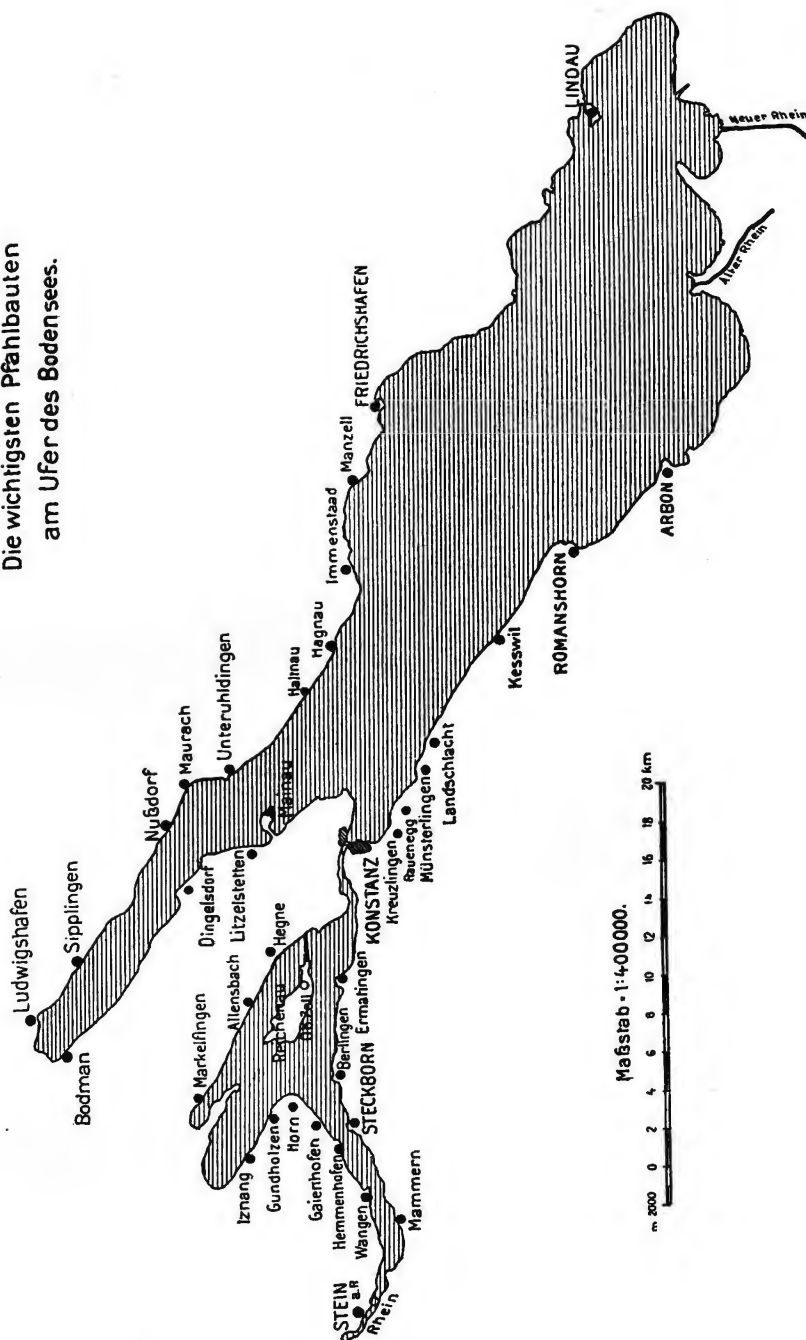 Die wichtigsten Pfahlbauten
am Ufer des Bodensees.
Ludwigshafen
Bodman
Sipplingen
Nußdorf
Maurach
Unteruhldingen
Dingelsdorf
Litzelstetten
Mainau
Haltnau
Hagnau
Immenstaad
Manzell
FRIEDRICHSHAFEN
LINDAU
Neuer Rhein
Alter Rhein
Markelfingen
Allensbach
Hegne
Reichenau
Zell
Iznang
Gundholzen
Horn
Gaienhofen
Hemmenhofen
Wangen
STEIN
a.R
Rhein
Mammern
STECKBORN
Berlingen
Ermatingen
KONSTANZ
Kreuzlingen
Rauenegg
Münsterlingen
Landschlacht
Kesswil
ROMANSHORN
ARBON
Maßstab - 1:400000.
m 2000 0 2 4 6 8 10 12 14 16 18 20 km